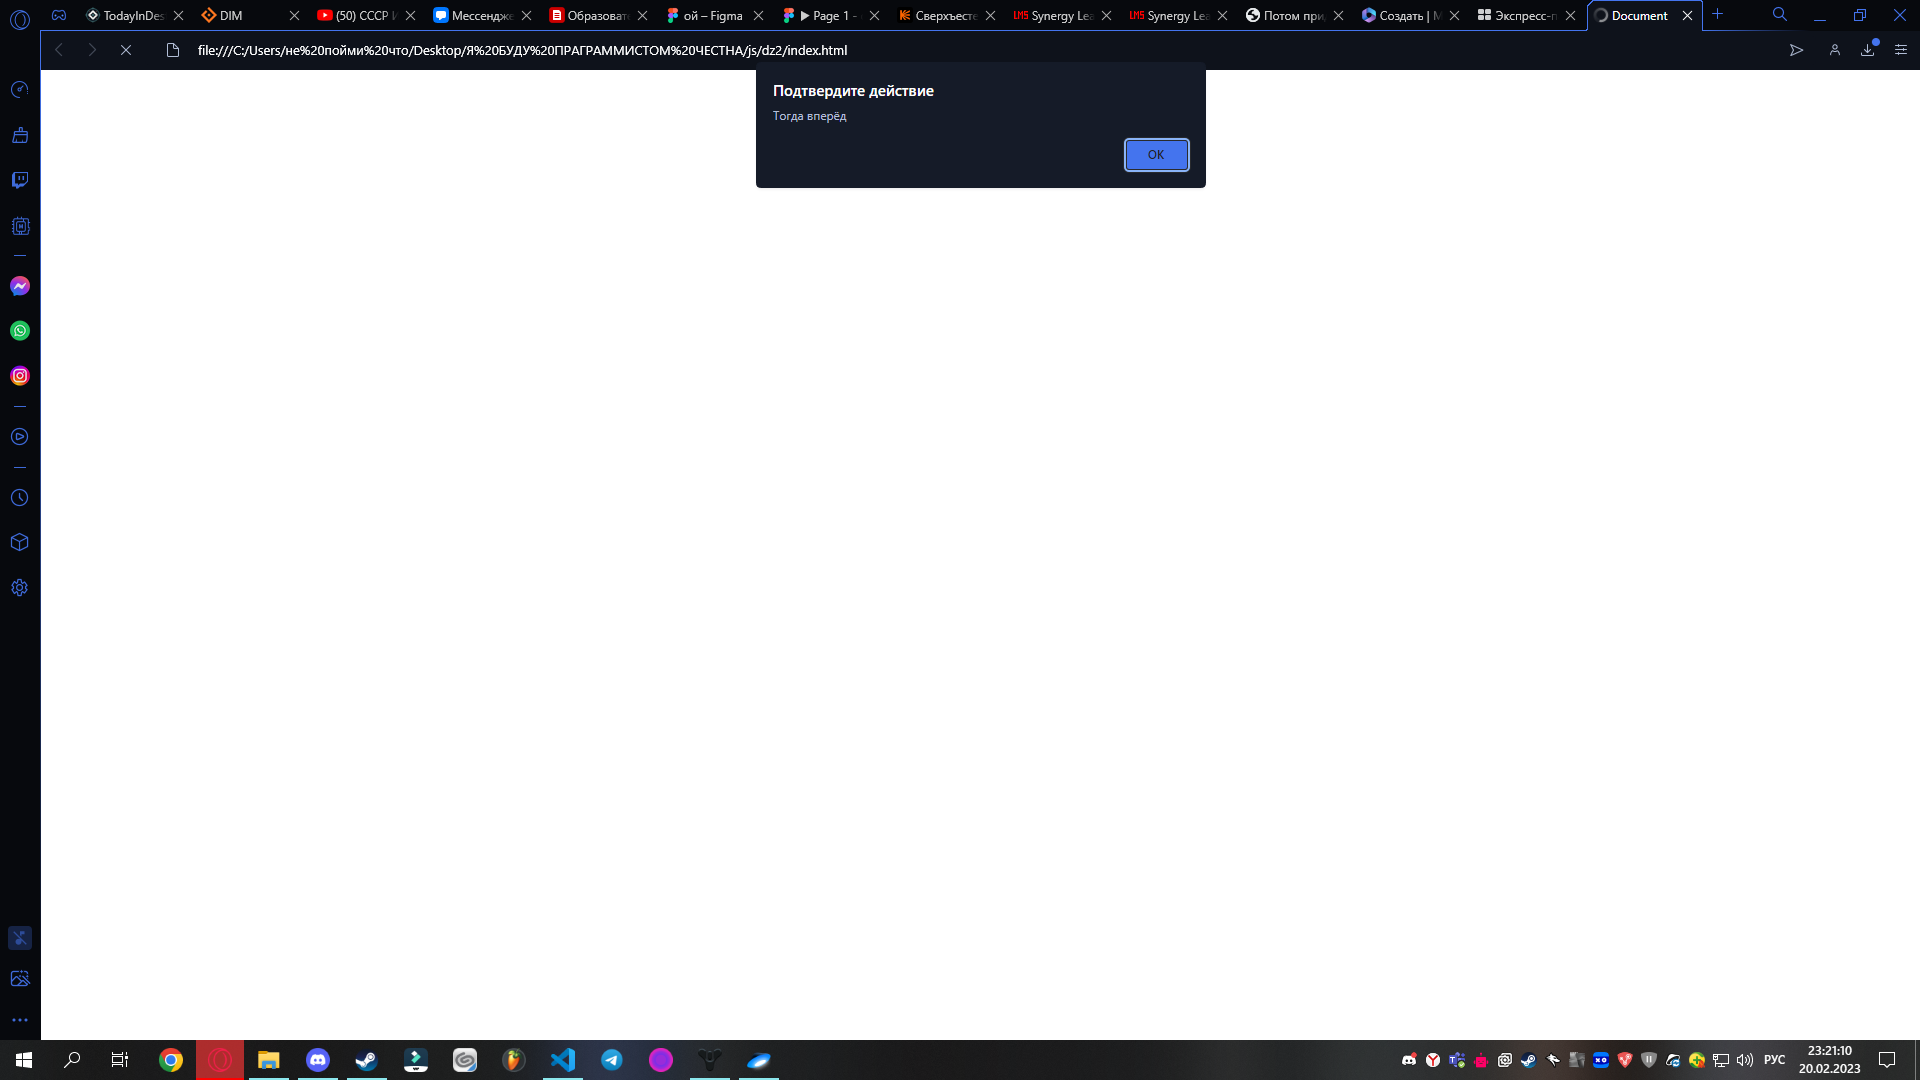 TodayInDes
DIM
(50) СССР И
Мессендже
Образоват
ой – Figma
▶ Page 1 -
Сверхъесте
Synergy Lea
Synergy Lea
Потом при
Создать | M
Экспресс-п
Document
file:///C:/Users/не%20пойми%20что/Desktop/Я%20БУДУ%20ПРАГРАММИСТОМ%20ЧЕСТНА/js/dz2/index.html
Подтвердите действие
Тогда вперёд
ОК
РУС
23:21:10
20.02.2023